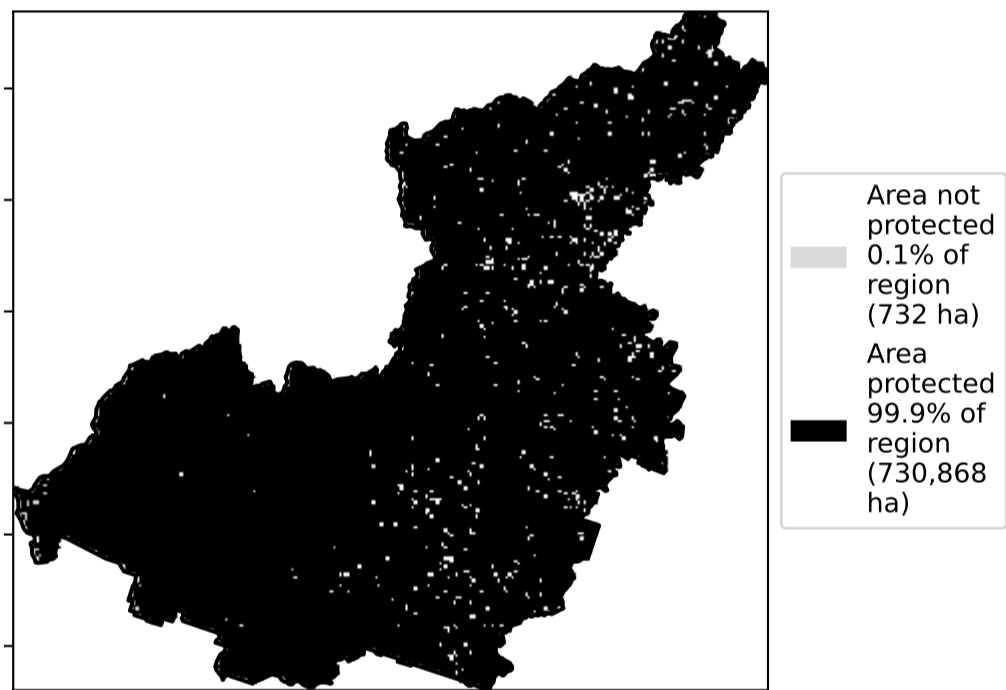 Area not
protected
0.1% of
region
(732 ha)
Area
protected
99.9% of
region
(730,868
ha)